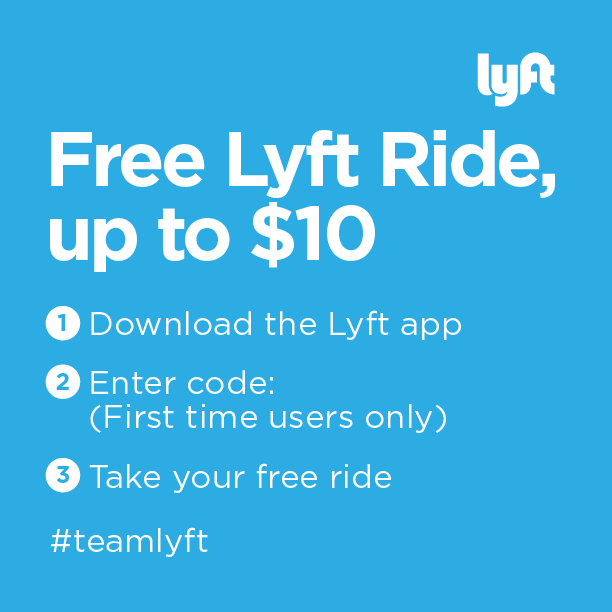 lyft
Free Lyft Ride,
up to $10
1 Download the Lyft app
2 Enter code:
(First time users only)
3 Take your free ride
#teamlyft